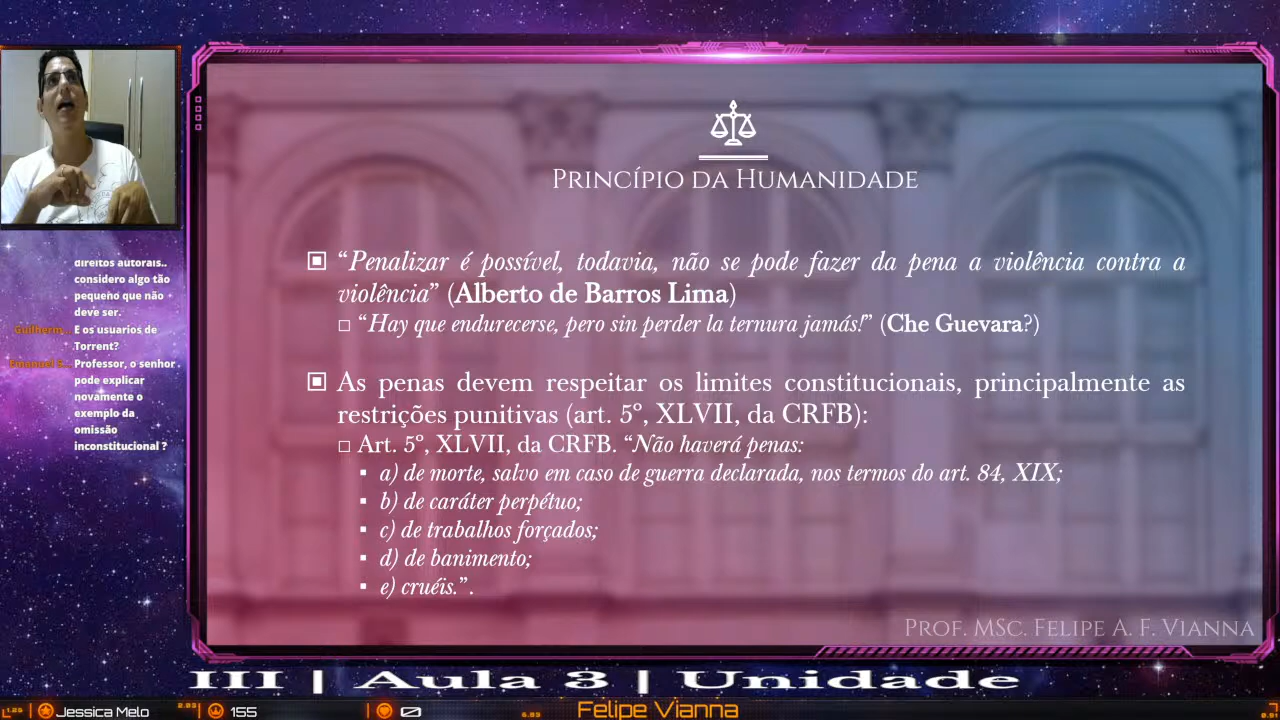 PRINCÍPIO DA HUMANIDADE
“Penalizar é possível, todavia, não se pode fazer da pena a violência contra a
violência” (Alberto de Barros Lima)
“Hay que endurecerse, pero sin perder la ternura jamás!” (Che Guevara?)
As penas devem respeitar os limites constitucionais, principalmente as
restrições punitivas (art. 5º, XLVII, da CRFB):
Art. 5º, XLVII, da CRFB. “Não haverá penas:
a) de morte, salvo em caso de guerra declarada, nos termos do art. 84, XIX;
b) de caráter perpétuo;
c) de trabalhos forçados;
d) de banimento;
e) cruéis.”.
PROF. MSC. FELIPE A. F. VIANNA
direitos autorais..
considero algo tão
pequeno que não
deve ser.
Guilherm... E os usuarios de
Torrent?
Emanuel S... Professor, o senhor
pode explicar
novamente o
exemplo da
omissão
inconstitucional ?
III | Aula 3 | Unidade
Jessica Melo
155
0
Felipe Vianna